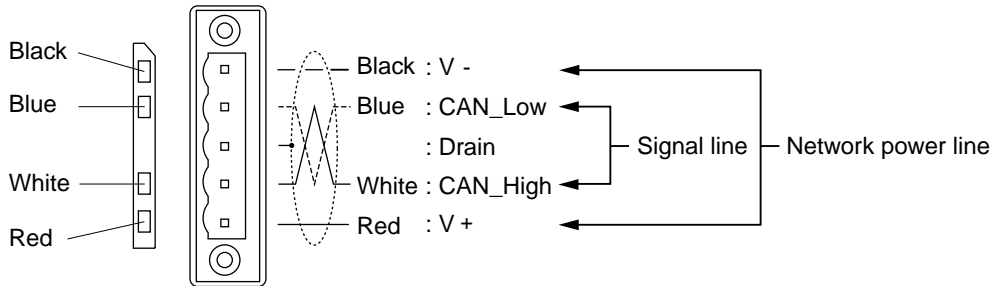 Black
Blue
White
Red
Black : V -
Blue : CAN_Low
: Drain
White : CAN_High
Red : V +
Signal line
Network power line